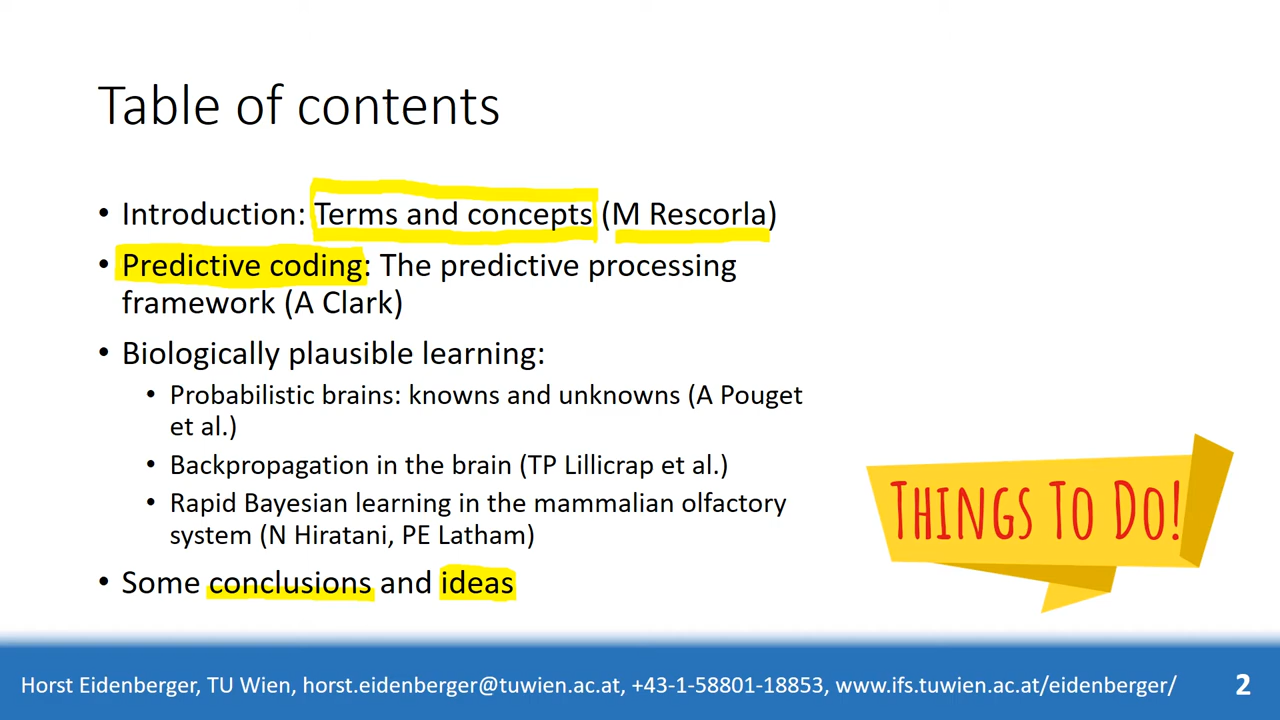 Table of contents
• Introduction: Terms and concepts (M Rescorla)
• Predictive coding: The predictive processing
framework (A Clark)
• Biologically plausible learning:
• Probabilistic brains: knowns and unknowns (A Pouget
et al.)
• Backpropagation in the brain (TP Lillicrap et al.)
• Rapid Bayesian learning in the mammalian olfactory
system (N Hiratani, PE Latham)
• Some conclusions and ideas
THINGS TO DO!
Horst Eidenberger, TU Wien, horst.eidenberger@tuwien.ac.at, +43-1-58801-18853, www.ifs.tuwien.ac.at/eidenberger/
2